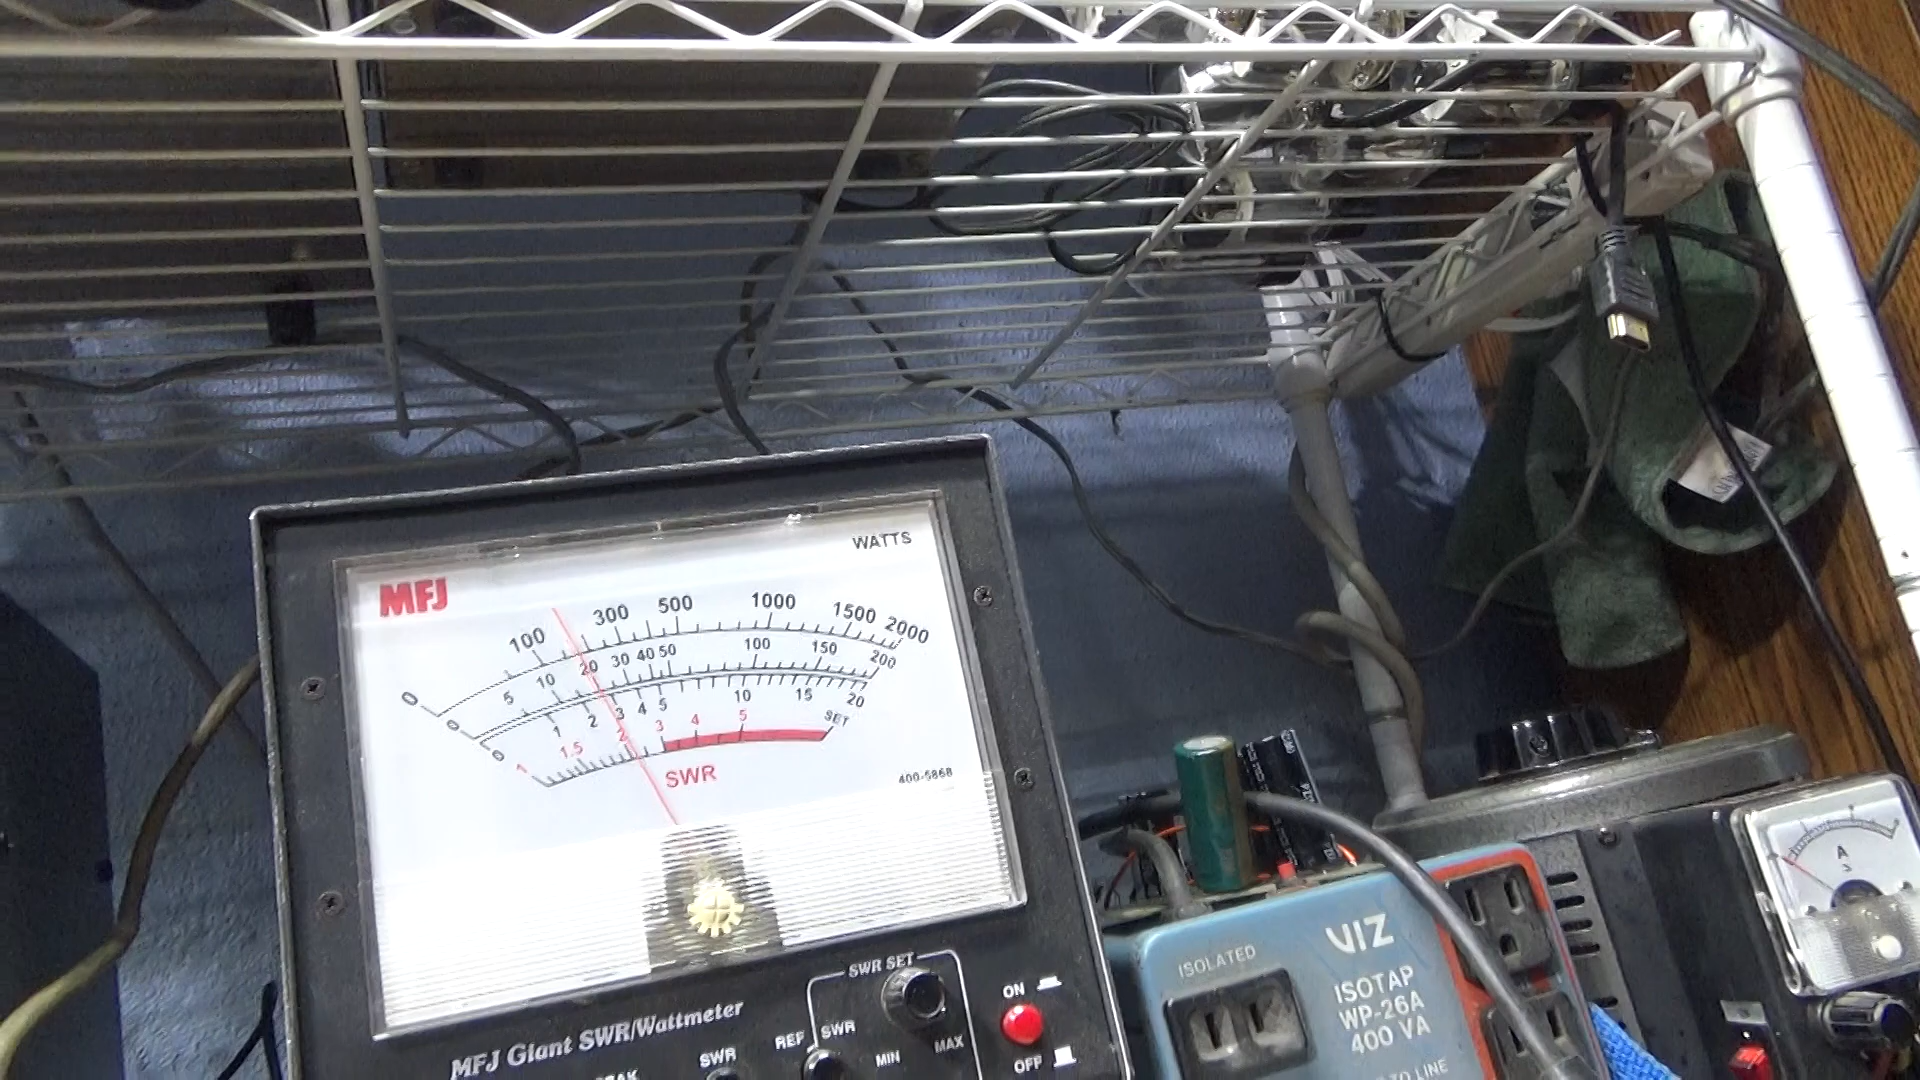 WATTS
MFJ
0 100 300 500 1000 1500 2000
0 5 10 20 30 40 50 100 150 200
0 1 2 3 4 5 10 15 20
1 1.5 2 3 4 5 SET
SWR
400-5868
MFJ Giant SWR/Wattmeter
SWR SET
REF SWR
MIN MAX
SWR
ON
OFF
VIZ
ISOLATED
ISOTAP
WP-26A
400 VA
TO LINE
A